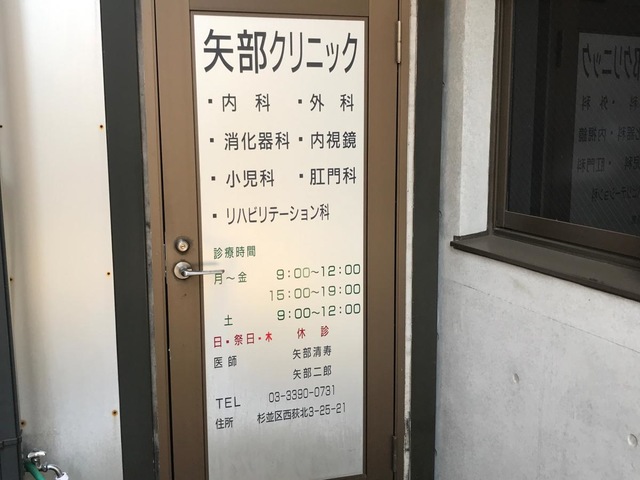 矢部クリニック
・内科 ・外科
・消化器科 ・内視鏡
・小児科 ・肛門科
・リハビリテーション科
診療時間
月～金 9：00～12：00
15：00～19：00
土 9：00～12：00
日・祭日・木 休診
医師 矢部清寿
矢部二郎
TEL 03-3390-0731
住所 杉並区西荻北3-25-21